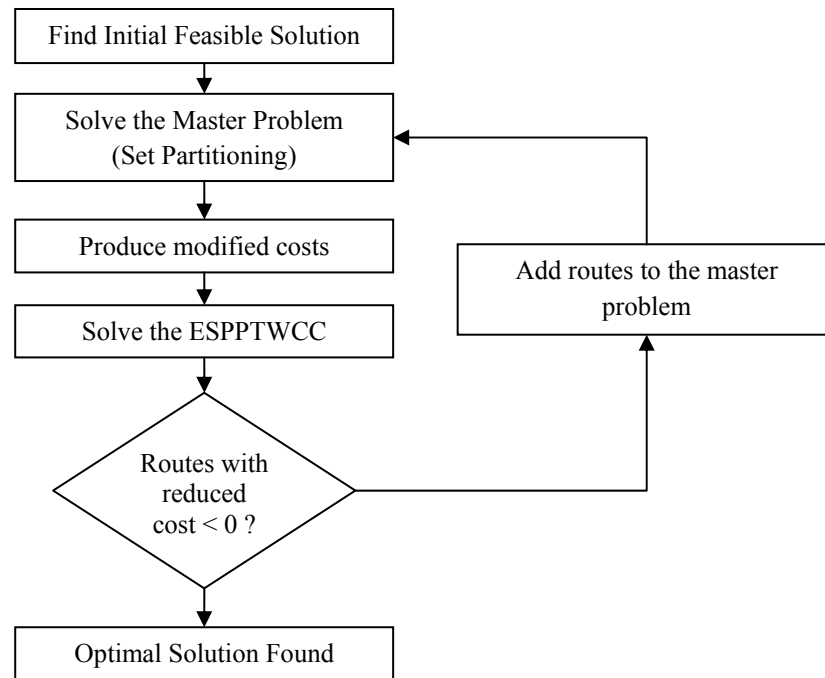 Find Initial Feasible Solution
Solve the Master Problem
(Set Partitioning)
Produce modified costs
Solve the ESPPTWCC
Routes with
reduced
cost < 0 ?
Add routes to the master
problem
Optimal Solution Found